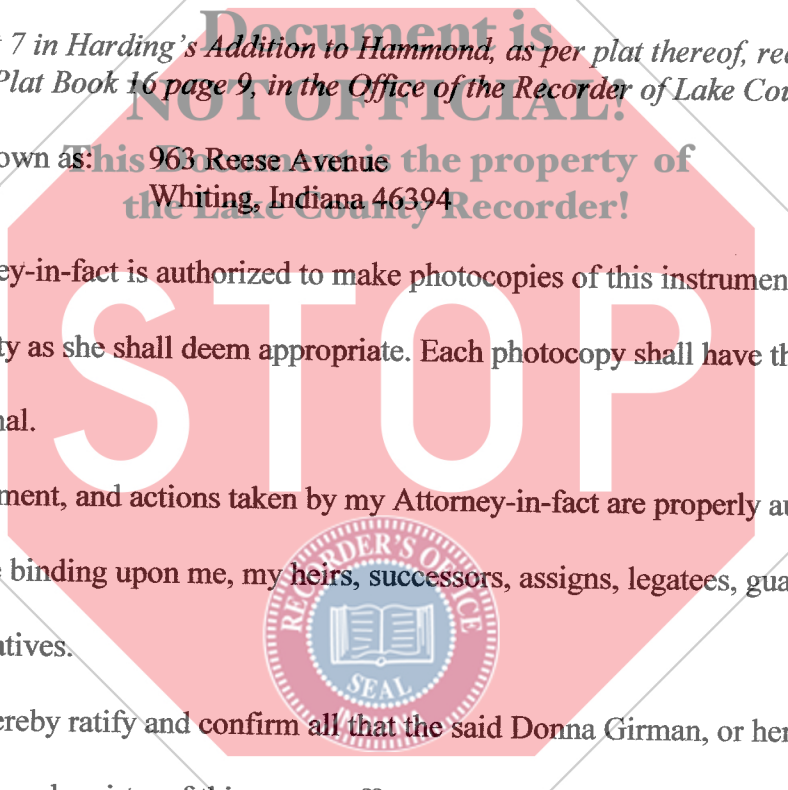 Document is
7 in Harding's Addition to Hammond, as per plat thereof, rec
Plat Book 16 page 9, in the Office of the Recorder of Lake Cou
NOT OFFICIAL!
own as: 963 Reese Avenue
This Document is the property of
Whiting, Indiana 46394
the Lake County Recorder!
ey-in-fact is authorized to make photocopies of this instrumen
ty as she shall deem appropriate. Each photocopy shall have th
nal.
STOP
ment, and actions taken by my Attorney-in-fact are properly au
binding upon me, my heirs, successors, assigns, legatees, gua
atives.
RECORDER'S OFFICE
SEAL
INDIANA
ereby ratify and confirm all that the said Donna Girman, or her